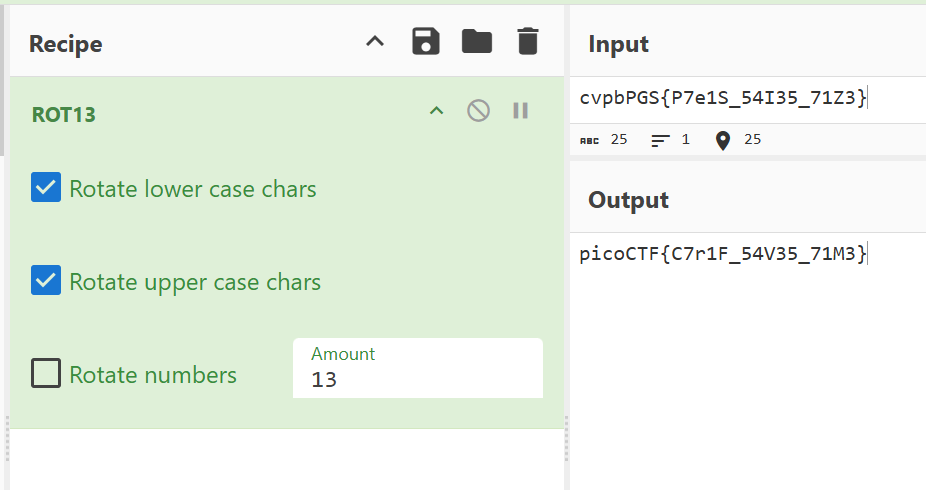 Recipe
ROT13
Rotate lower case chars
Rotate upper case chars
Rotate numbers
Amount
13
Input
cvpbPGS{P7e1S_54I35_71Z3}
ABC 25 1 25
Output
picoCTF{C7r1F_54V35_71M3}